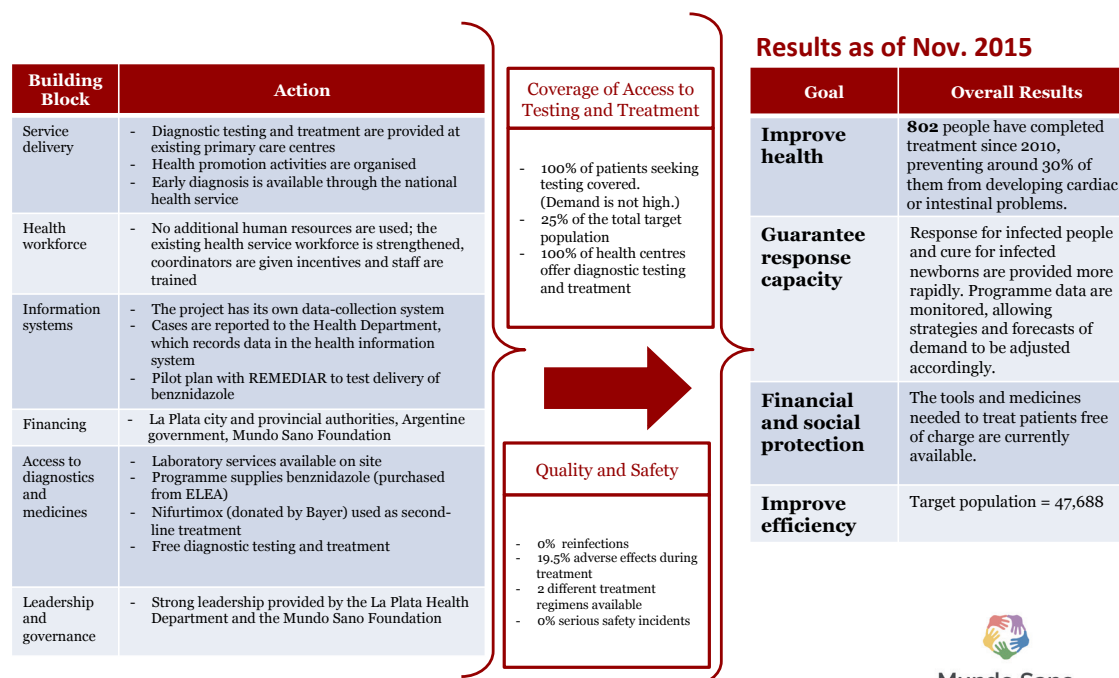 Results as of Nov. 2015
Building
Block
Action
Service
delivery
- Diagnostic testing and treatment are provided at
existing primary care centres
- Health promotion activities are organised
- Early diagnosis is available through the national
health service
Health
workforce
- No additional human resources are used; the
existing health service workforce is strengthened,
coordinators are given incentives and staff are
trained
Information
systems
- The project has its own data-collection system
- Cases are reported to the Health Department,
which records data in the health information
system
- Pilot plan with REMEDIAR to test delivery of
benznidazole
Financing
- La Plata city and provincial authorities, Argentine
government, Mundo Sano Foundation
Access to
diagnostics
and
medicines
- Laboratory services available on site
- Programme supplies benznidazole (purchased
from ELEA)
- Nifurtimox (donated by Bayer) used as second-
line treatment
- Free diagnostic testing and treatment
Leadership
and
governance
- Strong leadership provided by the La Plata Health
Department and the Mundo Sano Foundation
Coverage of Access to
Testing and Treatment
- 100% of patients seeking
testing covered.
(Demand is not high.)
- 25% of the total target
population
- 100% of health centres
offer diagnostic testing
and treatment
Quality and Safety
- 0% reinfections
- 19.5% adverse effects during
treatment
- 2 different treatment
regimens available
- 0% serious safety incidents
Goal
Overall Results
Improve
health
802 people have completed
treatment since 2010,
preventing around 30% of
them from developing cardiac
or intestinal problems.
Guarantee
response
capacity
Response for infected people
and cure for infected
newborns are provided more
rapidly. Programme data are
monitored, allowing
strategies and forecasts of
demand to be adjusted
accordingly.
Financial
and social
protection
The tools and medicines
needed to treat patients free
of charge are currently
available.
Improve
efficiency
Target population = 47,688
Mundo Sano